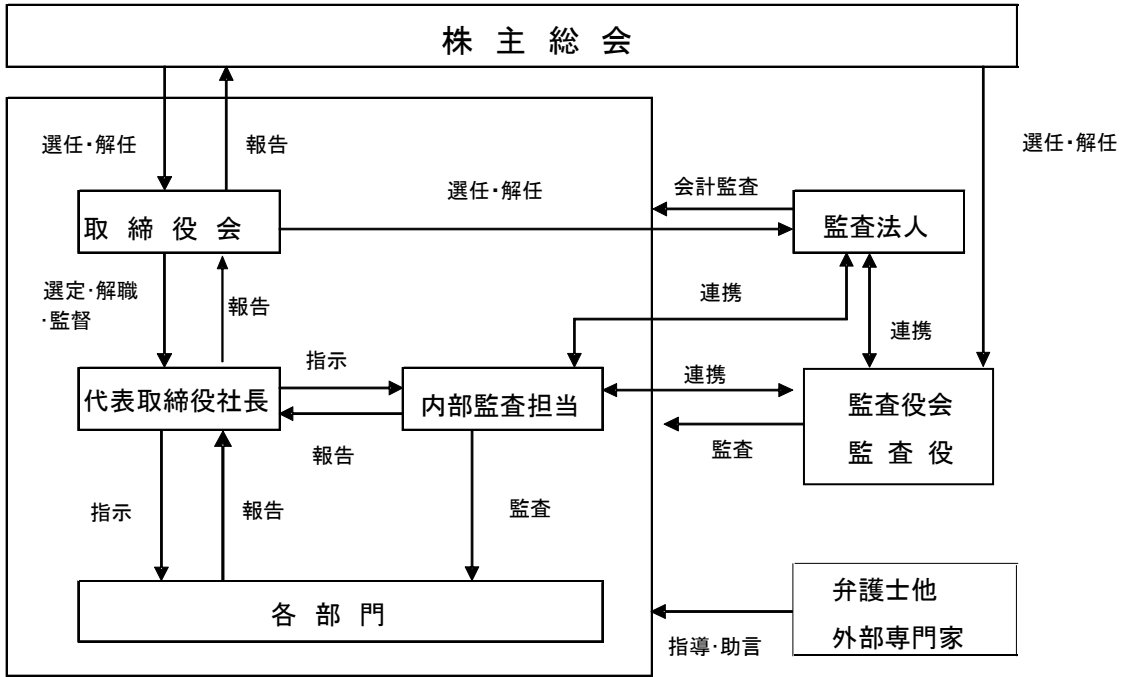 株 主 総 会
選任・解任
報告
選任・解任
選任・解任
会計監査
取 締 役 会
監査法人
選定・解職
・監督
報告
連携
連携
指示
連携
代表取締役社長
内部監査担当
監査役会
監 査 役
報告
監査
指示
報告
監査
各 部 門
弁護士他
外部専門家
指導・助言